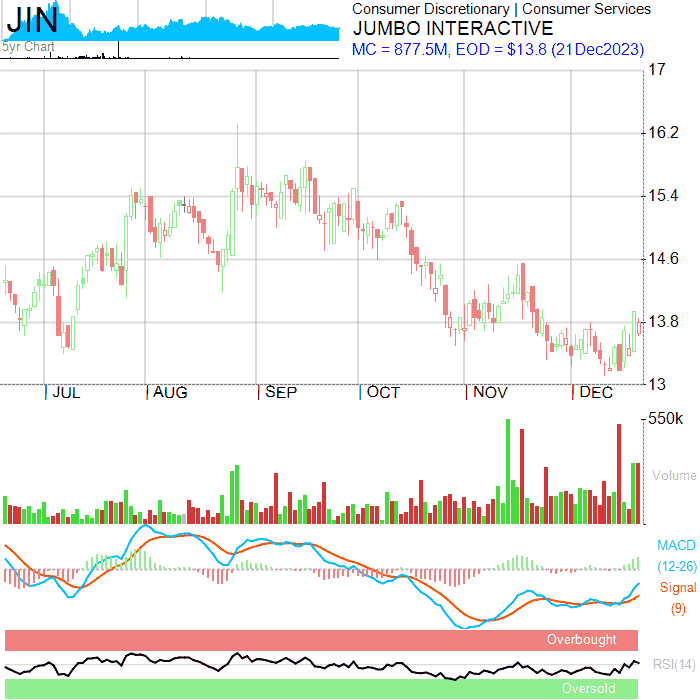 JIN
5yr Chart
Consumer Discretionary | Consumer Services
JUMBO INTERACTIVE
MC = 877.5M, EOD = $13.8 (21Dec2023)
17
16.2
15.4
14.6
13.8
13
JUL AUG SEP OCT NOV DEC
550k
Volume
MACD
(12-26)
Signal
(9)
Overbought
RSI(14)
Oversold